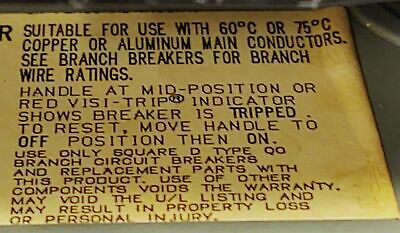 R SUITABLE FOR USE WITH 60°C OR 75°C
COPPER OR ALUMINUM MAIN CONDUCTORS.
SEE BRANCH BREAKERS FOR BRANCH
WIRE RATINGS.
HANDLE AT MID-POSITION OR
RED VISI-TRIP® INDICATOR
SHOWS BREAKER IS TRIPPED.
TO RESET, MOVE HANDLE TO
OFF POSITION THEN ON.
USE ONLY SQUARE D TYPE QO
BRANCH CIRCUIT BREAKERS
AND REPLACEMENT PARTS WITH
THIS PRODUCT. USE OF OTHER
COMPONENTS VOIDS THE WARRANTY.
MAY VOID THE U/L LISTING AND
MAY RESULT IN PROPERTY LOSS
OR PERSONAL INJURY.